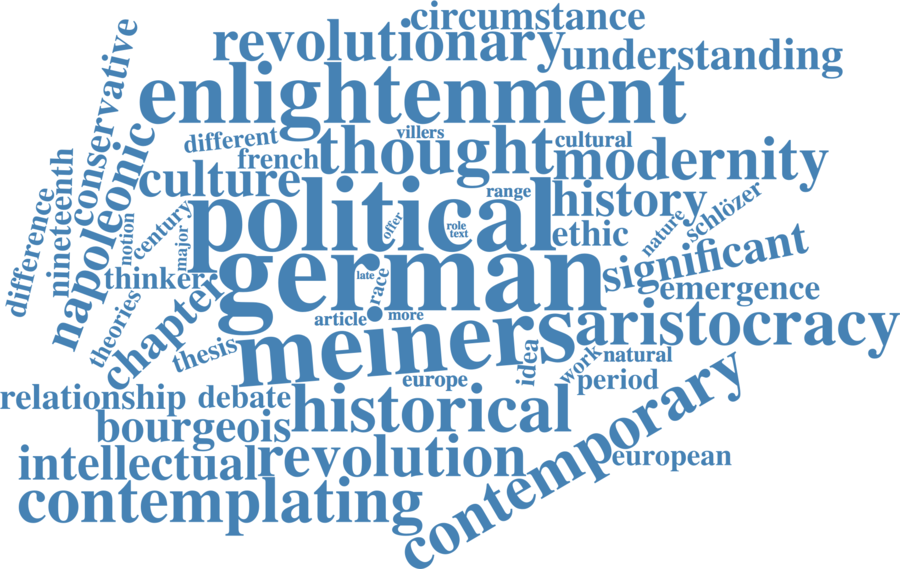 circumstance
revolutionary
understanding
enlightenment
conservative
different
villers
cultural
french
thought
modernity
napoleonic
culture
range
history
nineteenth
difference
political
schlözer
notion
century
major
offer
role
text
ethic
nature
thinker
german
late
race
significant
emergence
theories
chapter
article
more
meiners
aristocracy
thesis
europe
idea
work
natural
period
relationship
debate
historical
contemporary
bourgeois
intellectual
revolution
european
contemplating